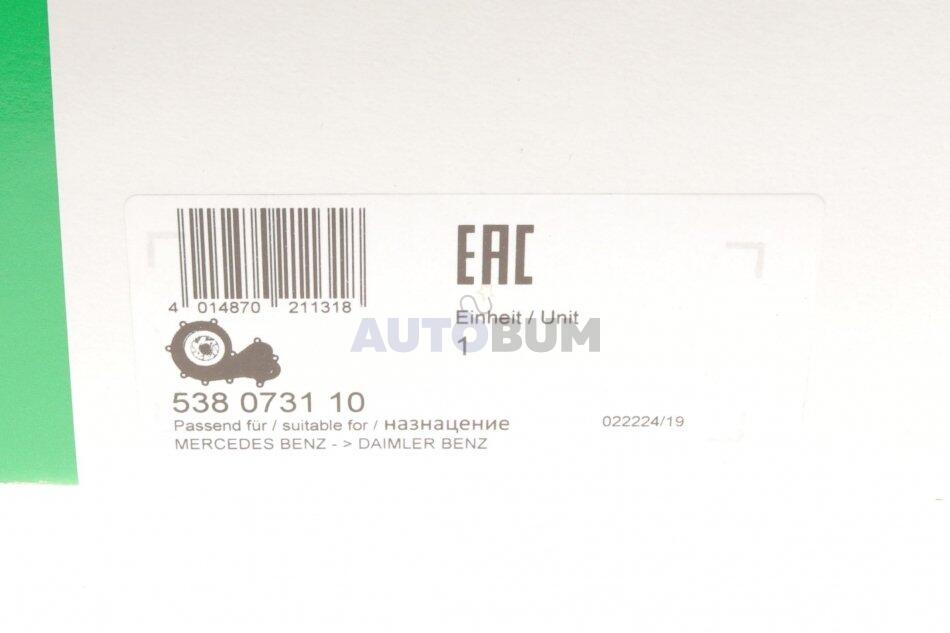 EAC
4 014870 211318
Einheit / Unit
1
AUTOBUM
538 0731 10
Passend für / suitable for / назнацение
022224/19
MERCEDES BENZ - > DAIMLER BENZ